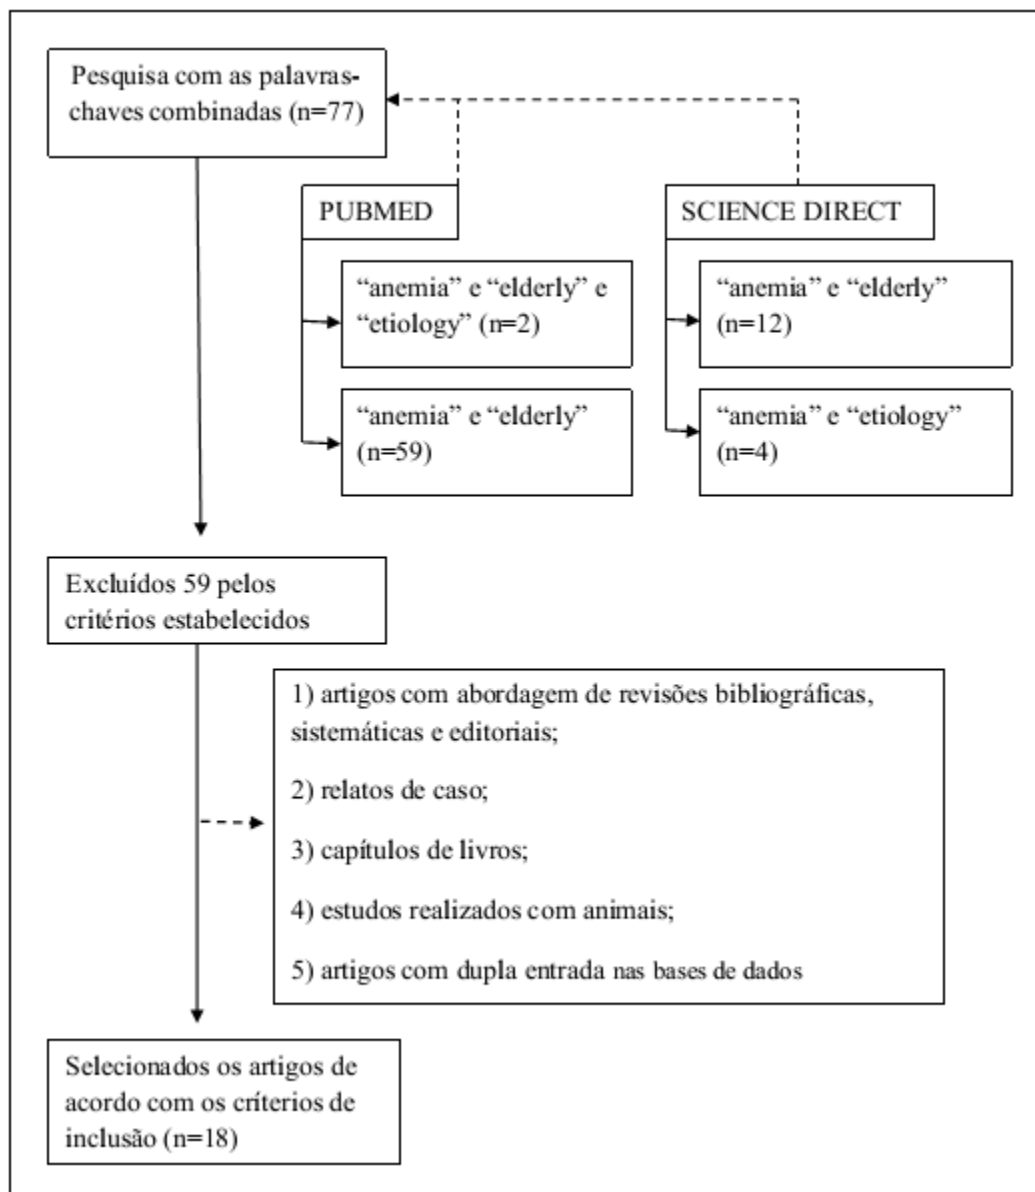 Pesquisa com as palavras-
chaves combinadas (n=77)
PUBMED
SCIENCE DIRECT
“anemia” e “elderly” e
“etiology” (n=2)
“anemia” e “elderly”
(n=12)
“anemia” e “elderly”
(n=59)
“anemia” e “etiology”
(n=4)
Excluídos 59 pelos
critérios estabelecidos
1) artigos com abordagem de revisões bibliográficas,
sistemáticas e editoriais;
2) relatos de caso;
3) capítulos de livros;
4) estudos realizados com animais;
5) artigos com dupla entrada nas bases de dados
Selecionados os artigos de
acordo com os críterios de
inclusão (n=18)